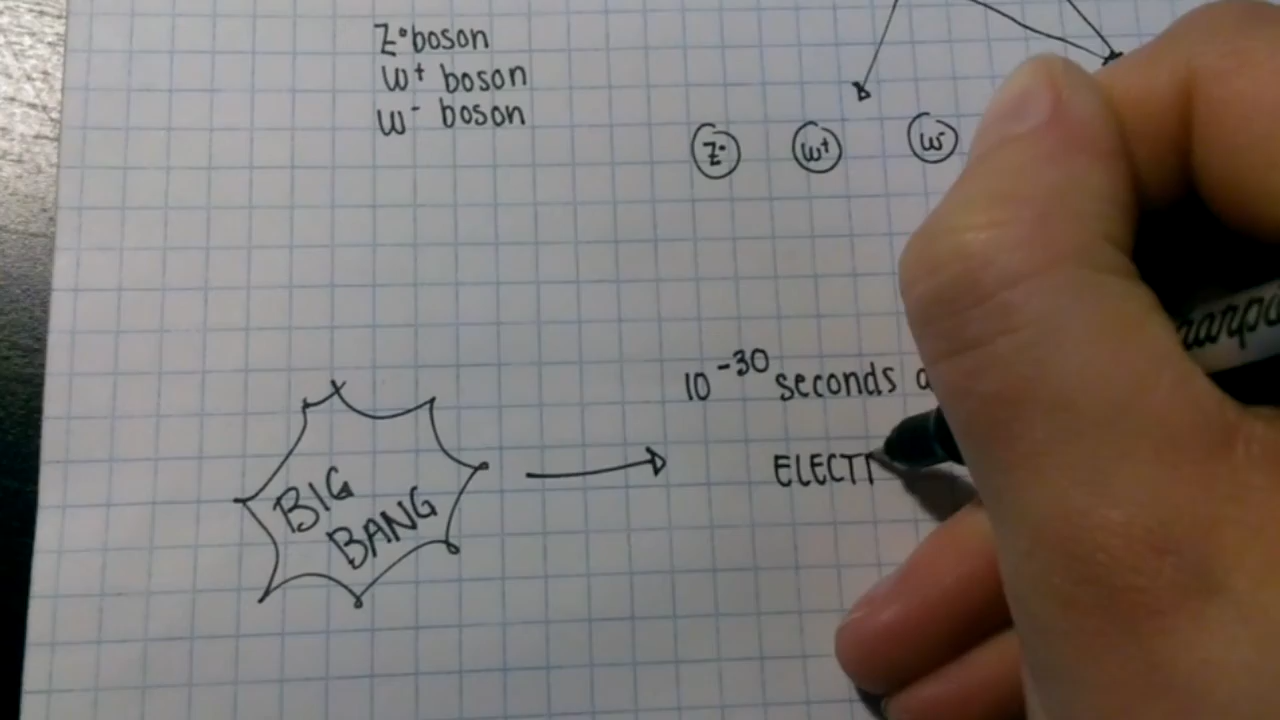 Z° boson
W⁺ boson
W⁻ boson
Z° W⁺ W⁻
10⁻³⁰ seconds
ELECT
BIG
BANG